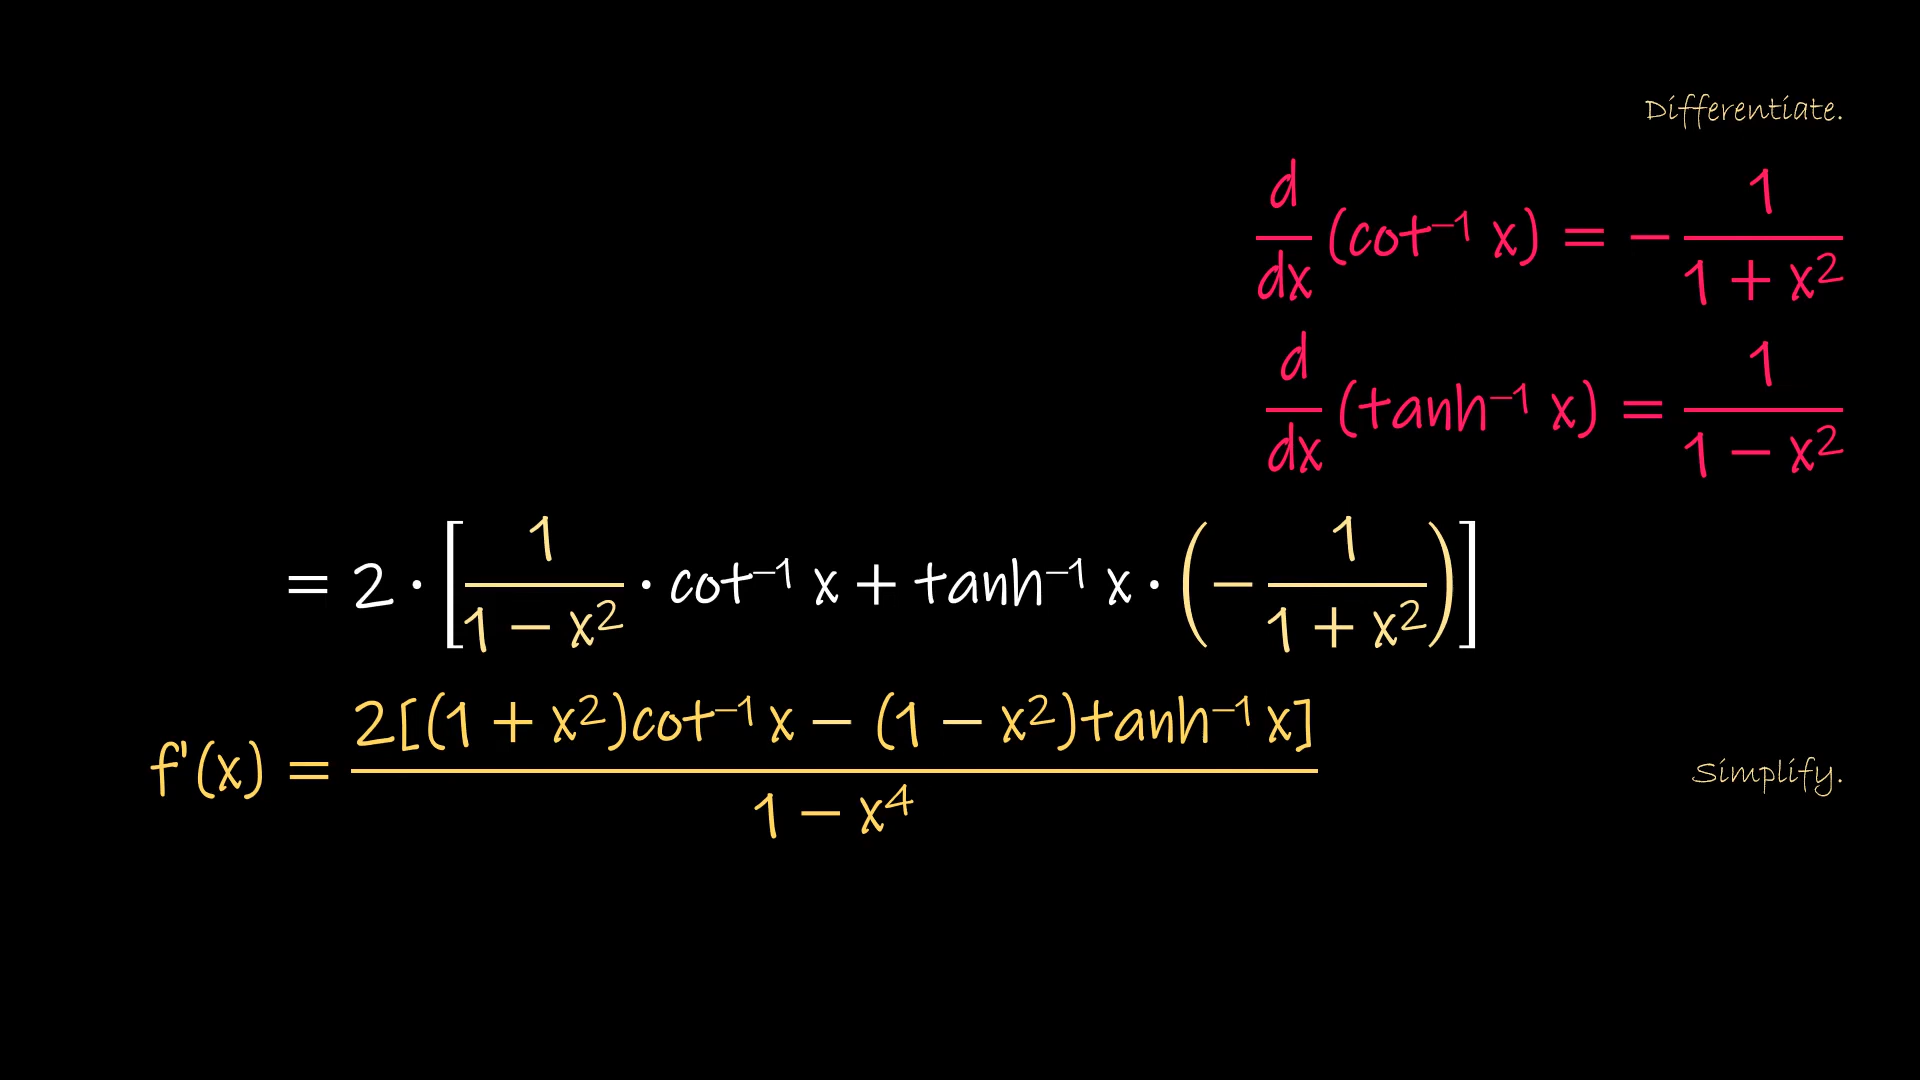 Differentiate.
d/dx (cot⁻¹ x) = − 1/(1 + x²)
d/dx (tanh⁻¹ x) = 1/(1 − x²)
= 2 · [1/(1 − x²) · cot⁻¹ x + tanh⁻¹ x · (− 1/(1 + x²))]
f'(x) = 2[(1 + x²)cot⁻¹ x − (1 − x²)tanh⁻¹ x]/(1 − x⁴)
Simplify.